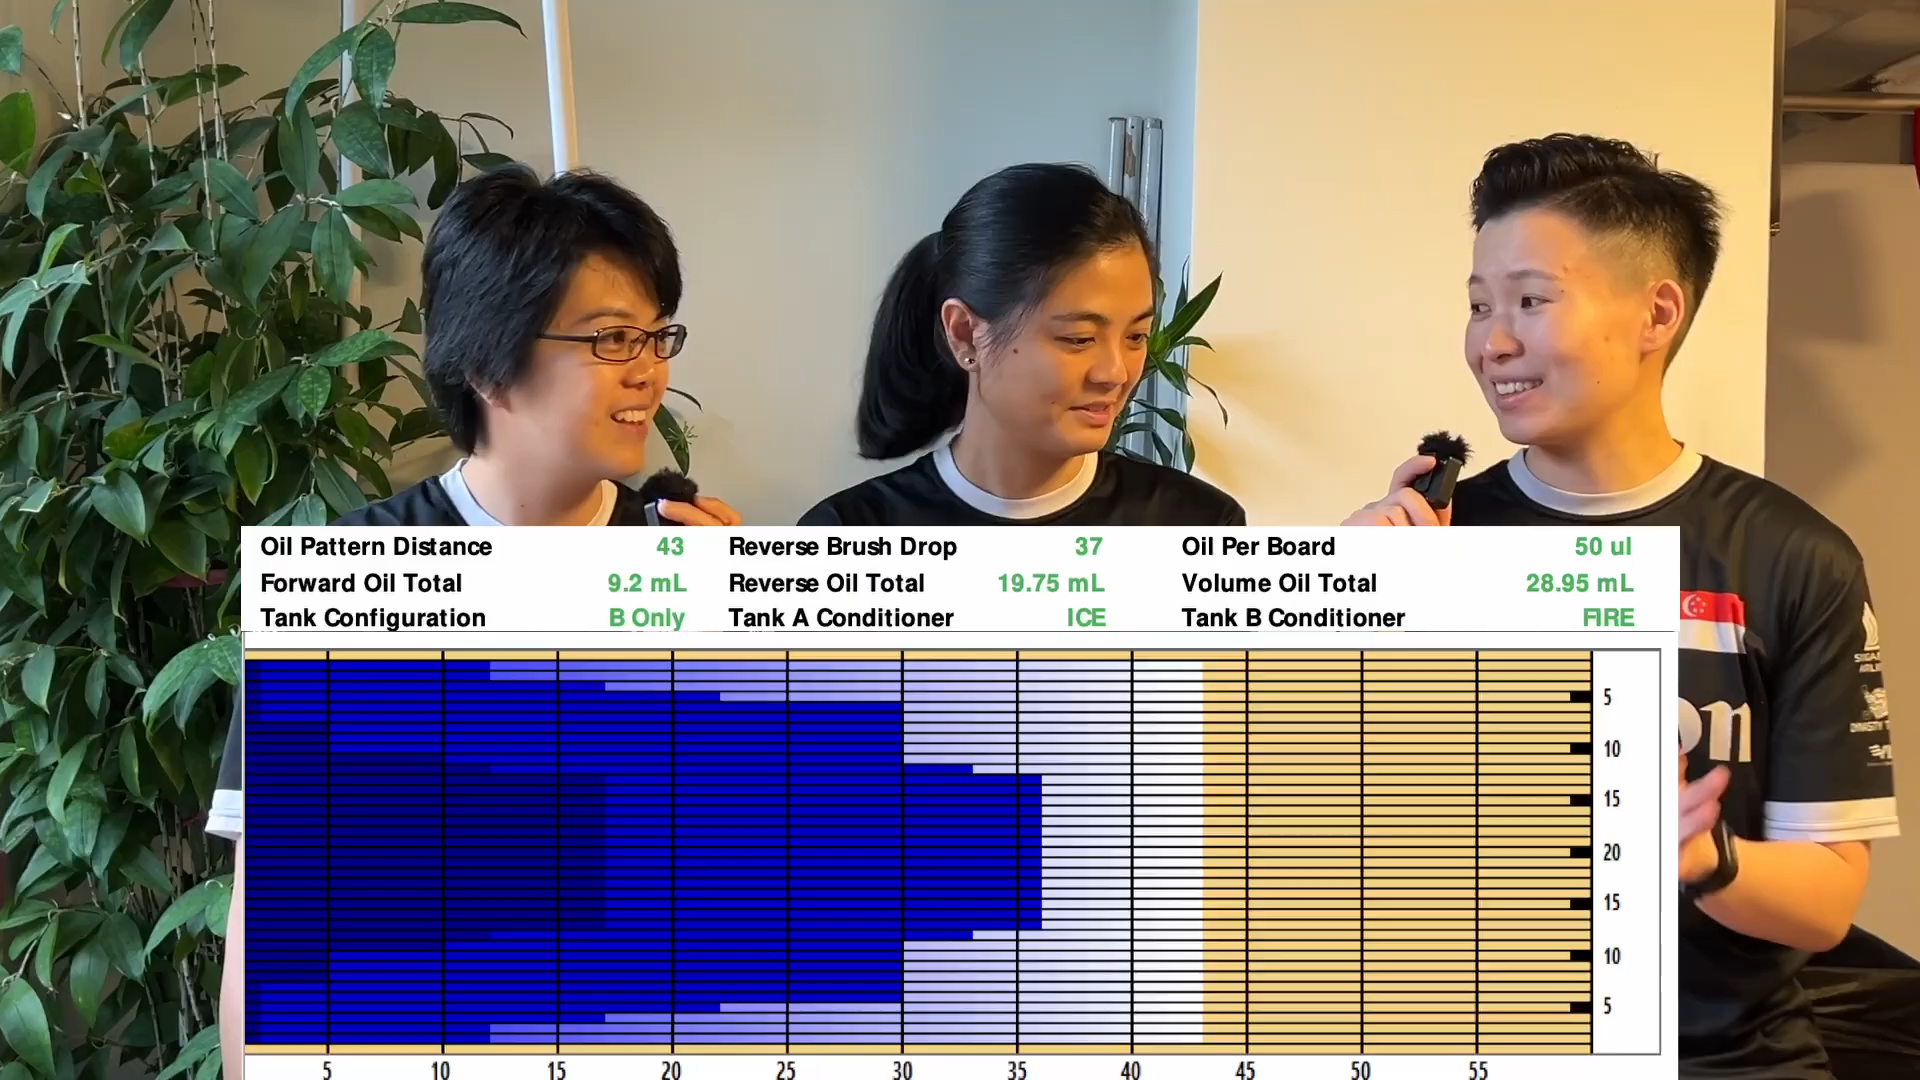 Oil Pattern Distance 43 Reverse Brush Drop 37 Oil Per Board 50 ul
Forward Oil Total 9.2 mL Reverse Oil Total 19.75 mL Volume Oil Total 28.95 mL
Tank Configuration B Only Tank A Conditioner ICE Tank B Conditioner FIRE
5
10
15
20
15
10
5
5 10 15 20 25 30 35 40 45 50 55
on